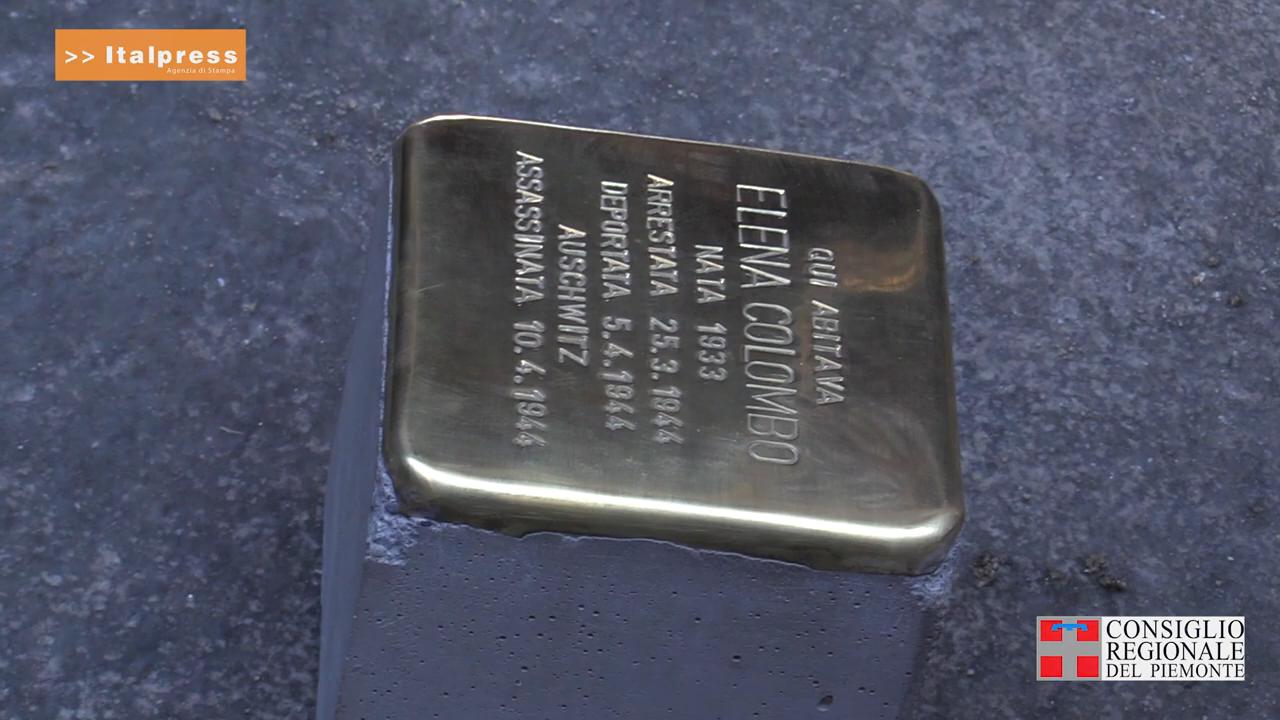 >> Italpress
Agenzia di Stampa
QUI ABITAVA
ELENA COLOMBO
NATA 1933
ARRESTATA 25.3.1944
DEPORTATA 5.4.1944
AUSCHWITZ
ASSASSINATA 10.4.1944
CONSIGLIO
REGIONALE
DEL PIEMONTE